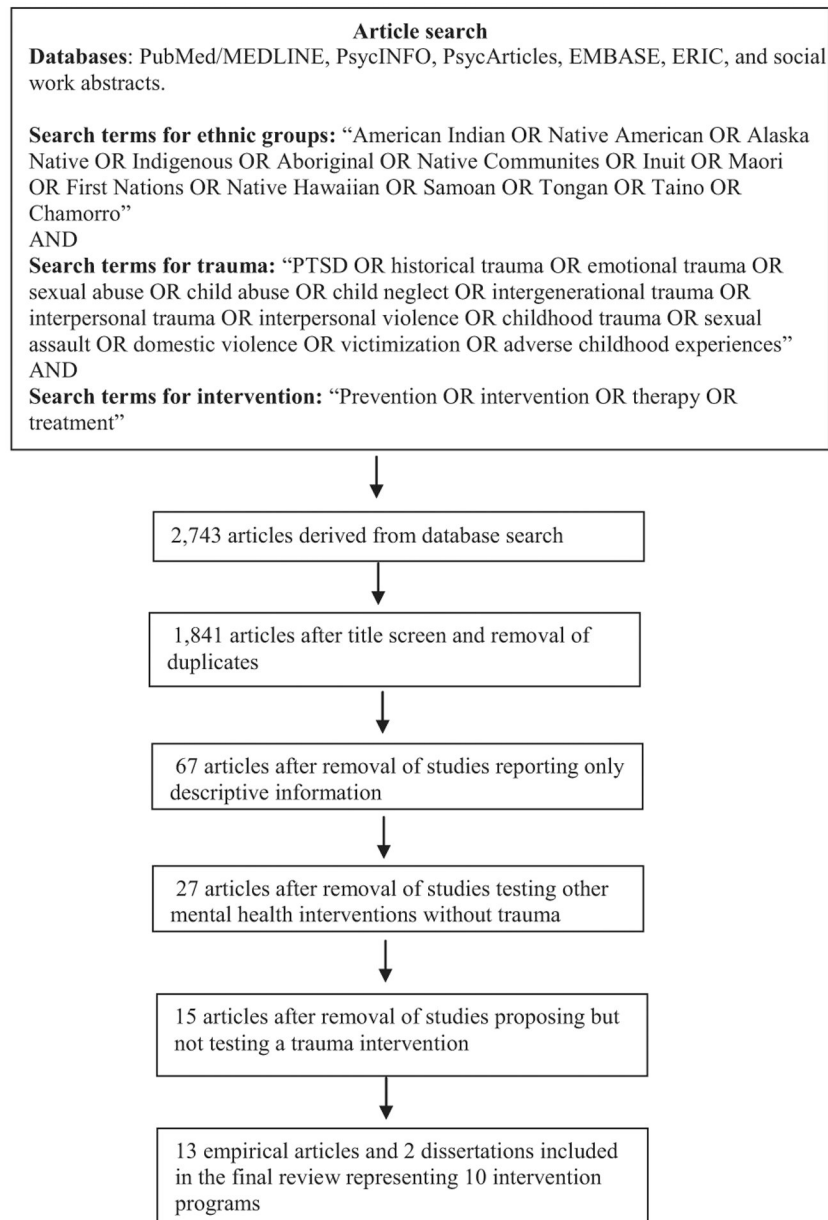 Article search
Databases: PubMed/MEDLINE, PsycINFO, PsycArticles, EMBASE, ERIC, and social
work abstracts.
Search terms for ethnic groups: “American Indian OR Native American OR Alaska
Native OR Indigenous OR Aboriginal OR Native Communites OR Inuit OR Maori
OR First Nations OR Native Hawaiian OR Samoan OR Tongan OR Taino OR
Chamorro”
AND
Search terms for trauma: “PTSD OR historical trauma OR emotional trauma OR
sexual abuse OR child abuse OR child neglect OR intergenerational trauma OR
interpersonal trauma OR interpersonal violence OR childhood trauma OR sexual
assault OR domestic violence OR victimization OR adverse childhood experiences”
AND
Search terms for intervention: “Prevention OR intervention OR therapy OR
treatment”
2,743 articles derived from database search
1,841 articles after title screen and removal of
duplicates
67 articles after removal of studies reporting only
descriptive information
27 articles after removal of studies testing other
mental health interventions without trauma
15 articles after removal of studies proposing but
not testing a trauma intervention
13 empirical articles and 2 dissertations included
in the final review representing 10 intervention
programs